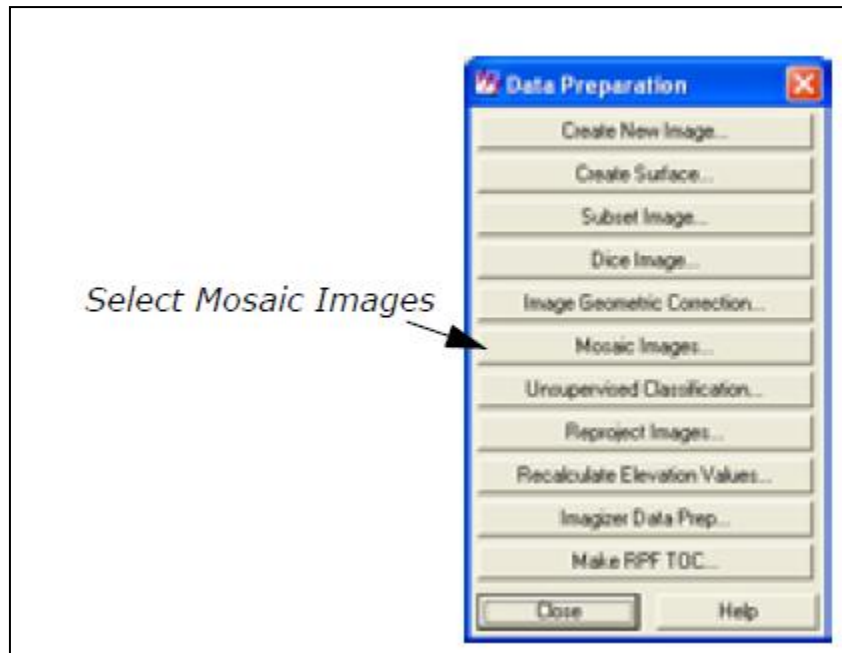 Data Preparation
Create New Image...
Create Surface...
Subset Image...
Dice Image...
Select Mosaic Images
Image Geometric Correction...
Mosaic Images...
Unsupervised Classification...
Reproject Images...
Recalculate Elevation Values...
Imagizer Data Prep...
Make RPF TOC...
Close Help